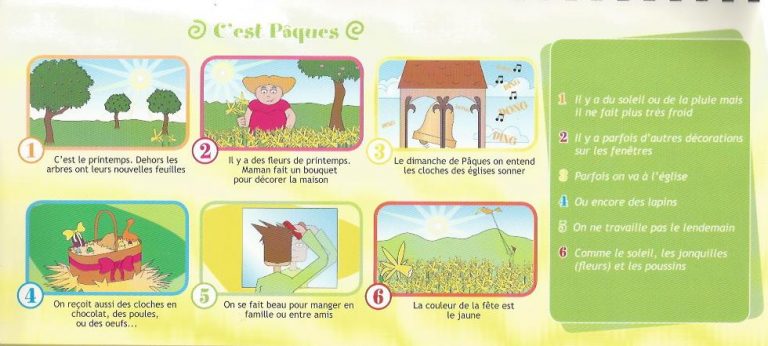 C'est Pâques
1
C'est le printemps. Dehors les
arbres ont leurs nouvelles feuilles
2
Il y a des fleurs de printemps.
Maman fait un bouquet
pour décorer la maison
DING
DONG
DING
3
Le dimanche de Pâques on entend
les cloches des églises sonner
4
On reçoit aussi des cloches en
chocolat, des poules,
ou des oeufs...
5
On se fait beau pour manger en
famille ou entre amis
6
La couleur de la fête est
le jaune
1 Il y a du soleil ou de la pluie mais
il ne fait plus très froid
2 Il y a parfois d'autres décorations
sur les fenêtres
3 Parfois on va à l'église
4 Ou encore des lapins
5 On ne travaille pas le lendemain
6 Comme le soleil, les jonquilles
(fleurs) et les poussins